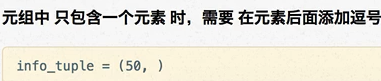 元组中 只包含一个元素 时，需要 在元素后面添加逗号
info_tuple = (50, )